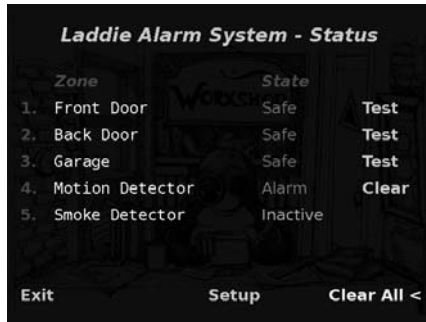 Laddie Alarm System - Status
Zone State
1. Front Door Safe Test
2. Back Door Safe Test
3. Garage Safe Test
4. Motion Detector Alarm Clear
5. Smoke Detector Inactive
Exit Setup Clear All <
WORKSHOP